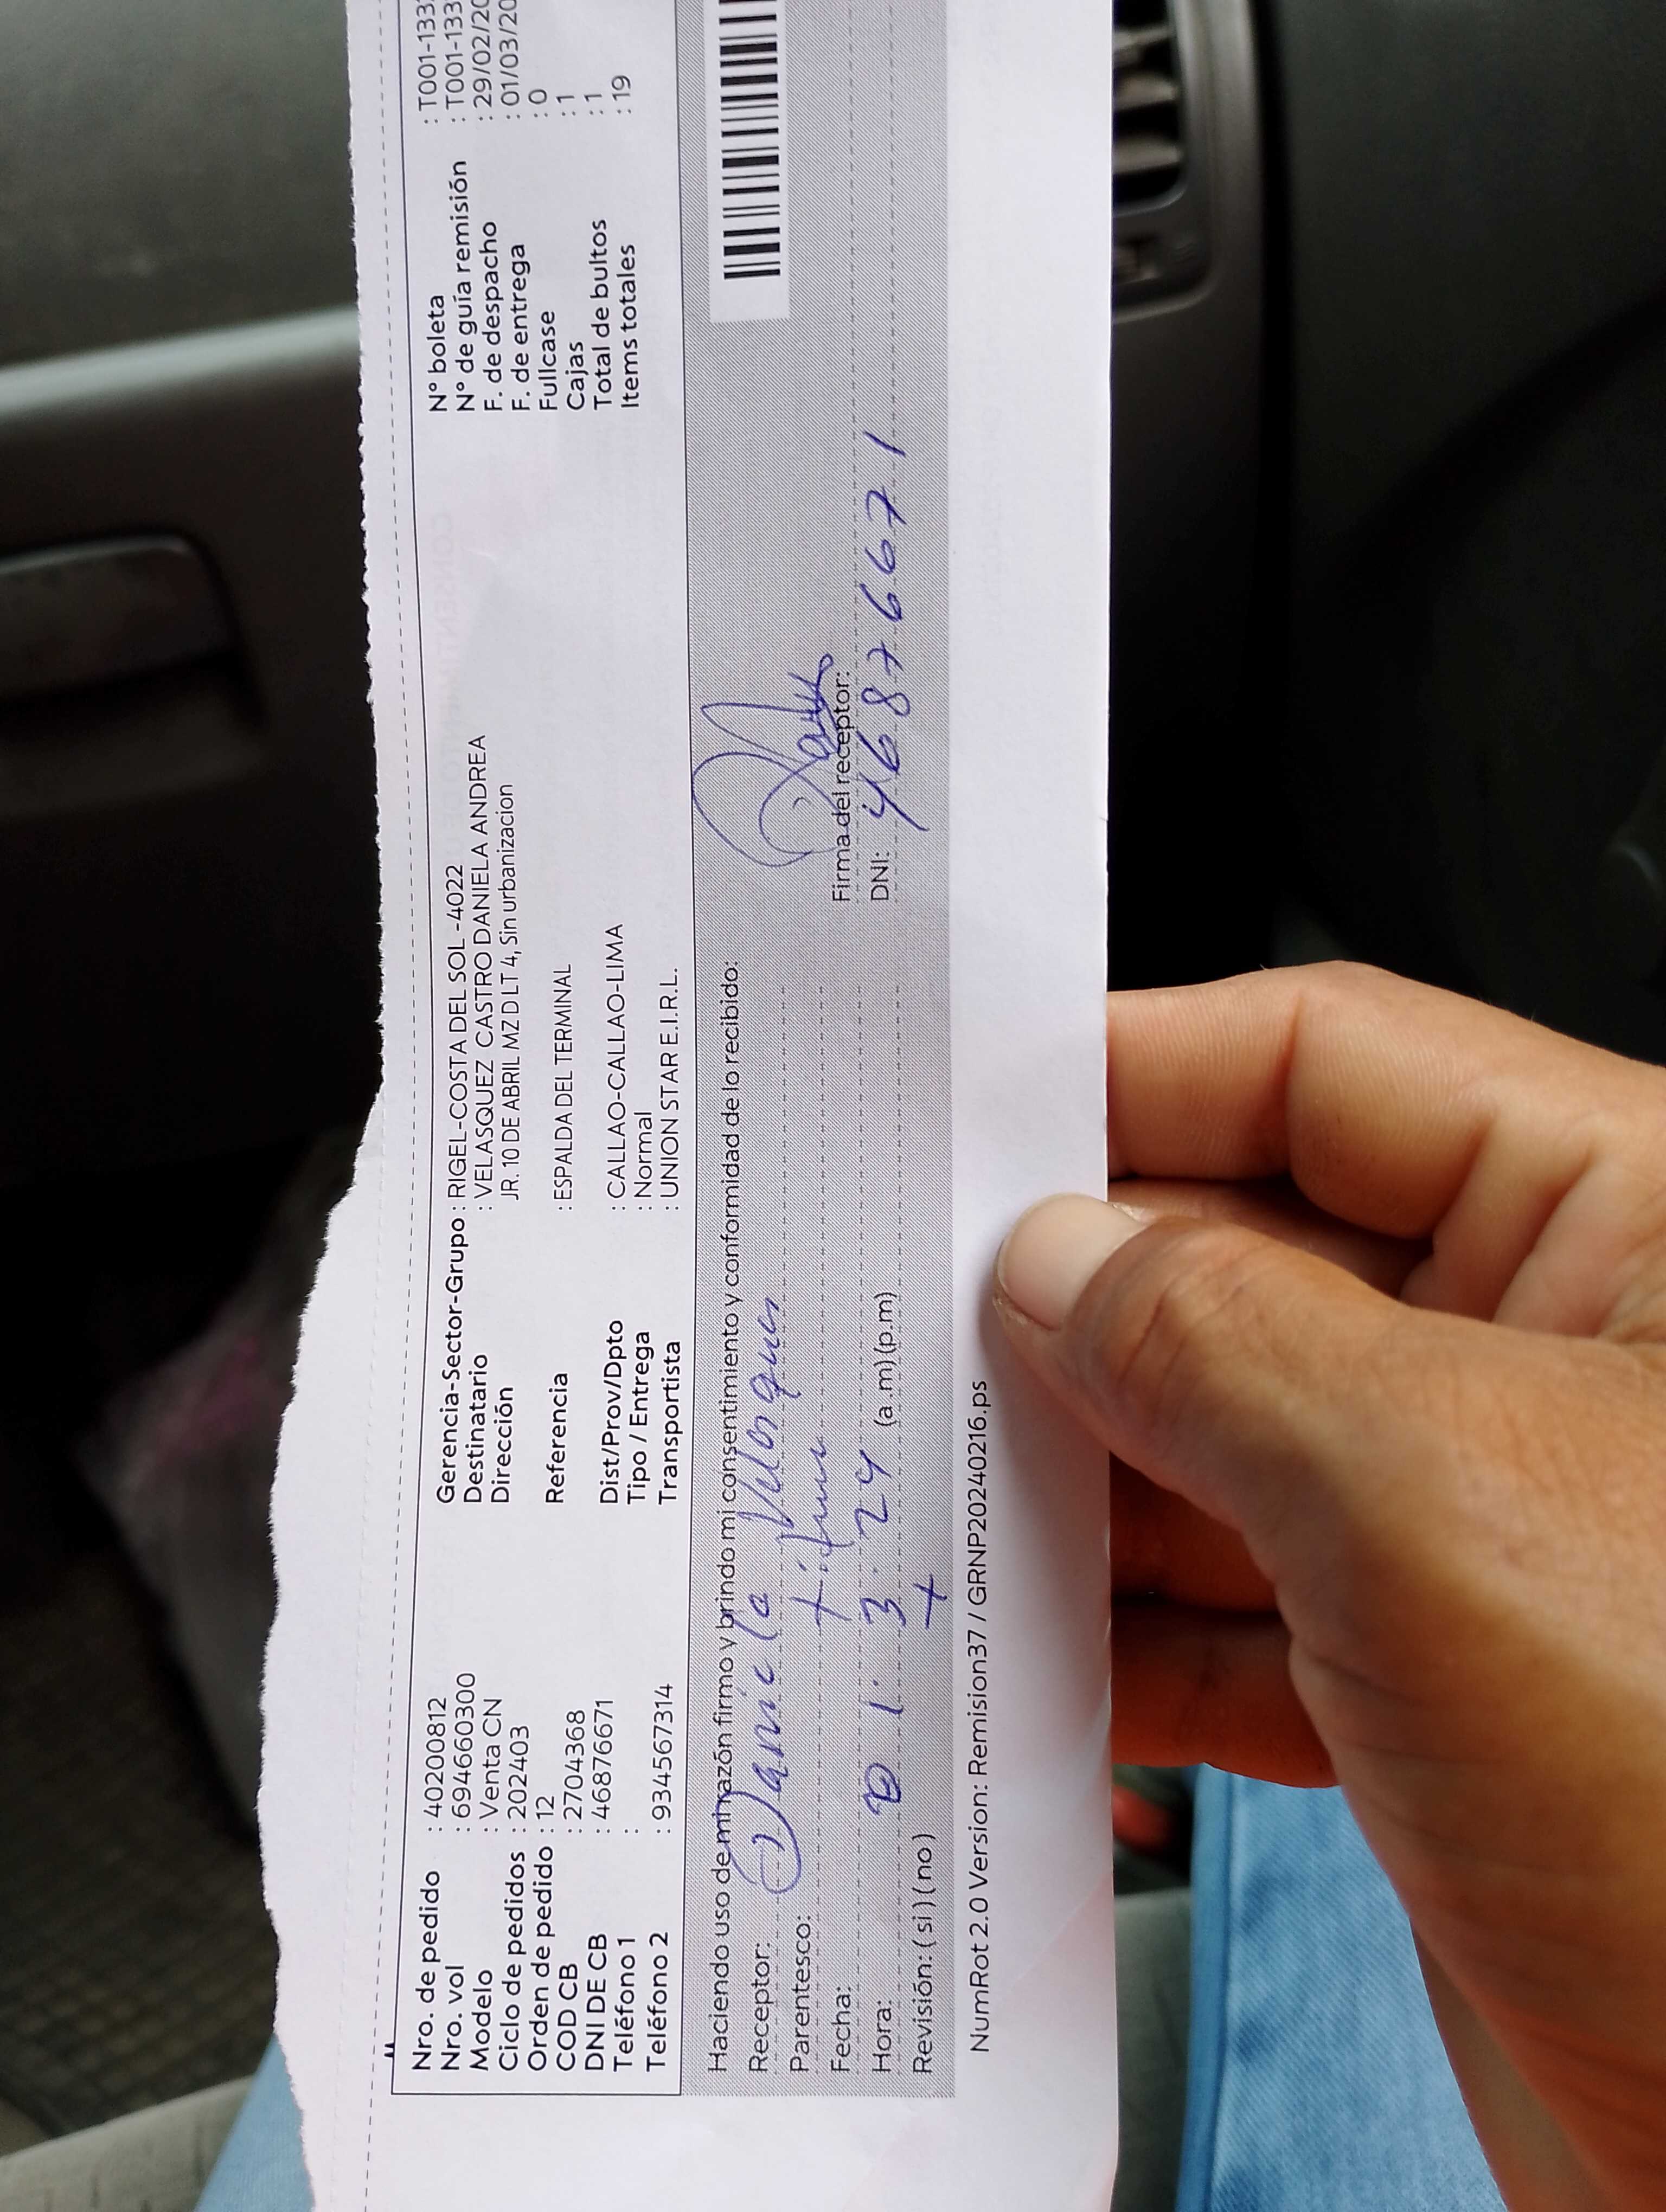 Nro. de pedido : 40200812
Nro. vol : 69466030​0
Modelo : Venta CN
Ciclo de pedidos : 202403
Orden de pedido : 12
COD CB : 2704368
DNI DE CB : 46876671
Teléfono 1 :
Teléfono 2 : 934567314
Gerencia-Sector-Grupo : RIGEL-COSTA DEL SOL -4022
Destinatario : VELASQUEZ CASTRO DANIELA ANDREA
Dirección JR. 10 DE ABRIL MZ D LT 4, Sin urbanizacion
Referencia : ESPALDA DEL TERMINAL
Dist/Prov/Dpto : CALLAO-CALLAO-LIMA
Tipo / Entrega : Normal
Transportista : UNION STAR E.I.R.L.
N° boleta : T001-133
N° de guía remisión : T001-133
F. de despacho : 29/02/20
F. de entrega : 01/03/20
Fullcase : 0
Cajas : 1
Total de bultos : 1
Items totales : 19
Haciendo uso de mi razón firmo y brindo mi consentimiento y conformidad de lo recibido:
Receptor: Daniela
Parentesco:
Fecha:
Hora: 01. 3. 24 (a .m) (p.m)
Revisión: ( si ) (no)
Firma del receptor:
DNI: 46876671
NumRot 2.0 Version: Remision37 / GRNP20240216.ps